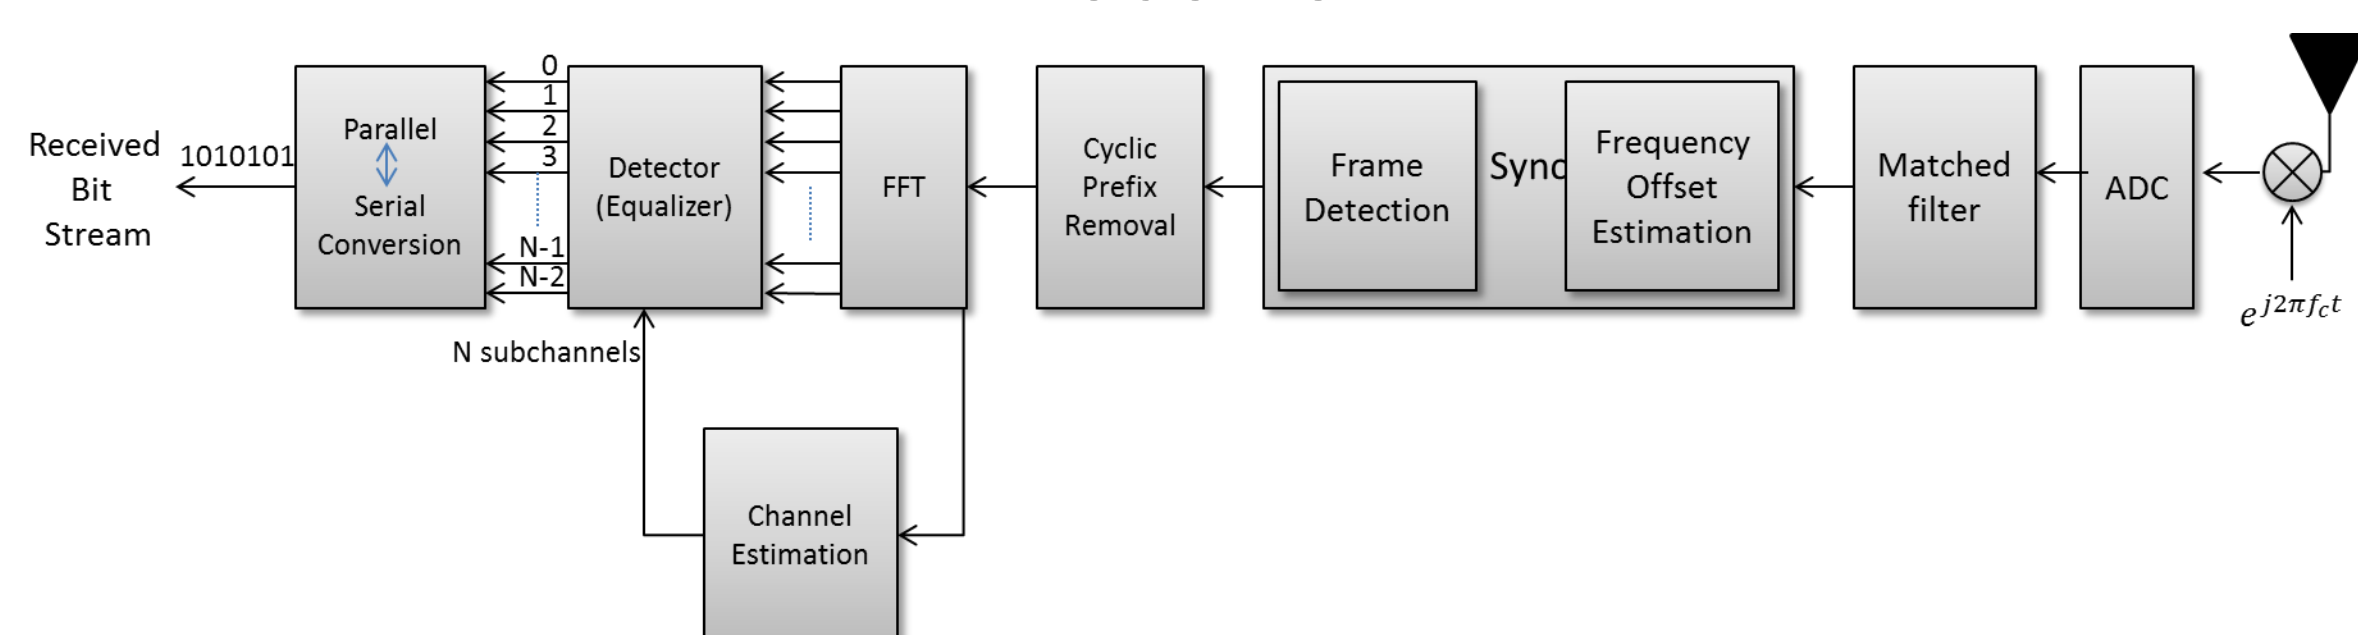 Received
Bit
Stream
1010101
Parallel
Serial
Conversion
0
1
2
3
N-1
N-2
Detector
(Equalizer)
N subchannels
FFT
Channel
Estimation
Cyclic
Prefix
Removal
Frame
Detection
Sync
Frequency
Offset
Estimation
Matched
filter
ADC
e^{j2πf_ct}